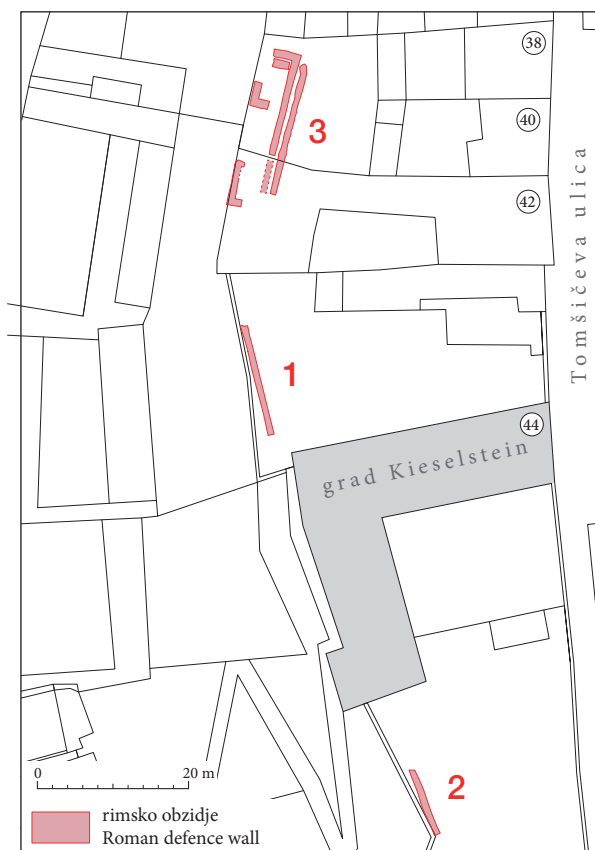 38
3
40
42
Tomšičeva ulica
1
44
grad Kieselstein
0 20 m
2
rimsko obzidje
Roman defence wall